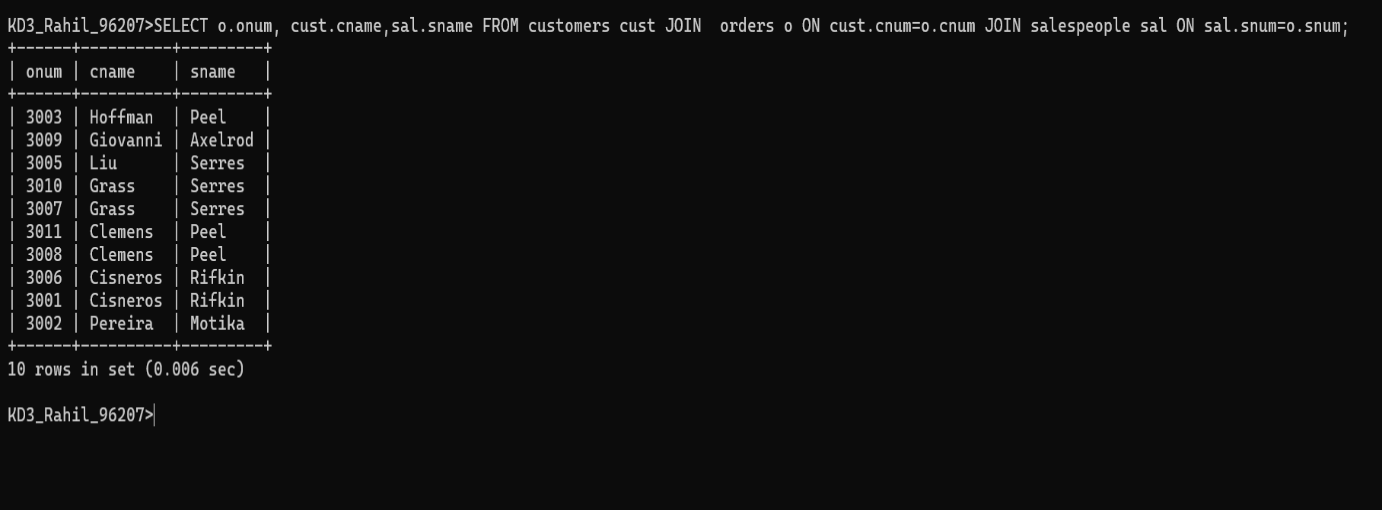 KD3_Rahil_96207>SELECT o.onum, cust.cname,sal.sname FROM customers cust JOIN  orders o ON cust.cnum=o.cnum JOIN salespeople sal ON sal.snum=o.snum;
+------+----------+---------+
| onum | cname    | sname   |
+------+----------+---------+
| 3003 | Hoffman  | Peel    |
| 3009 | Giovanni | Axelrod |
| 3005 | Liu      | Serres  |
| 3010 | Grass    | Serres  |
| 3007 | Grass    | Serres  |
| 3011 | Clemens  | Peel    |
| 3008 | Clemens  | Peel    |
| 3006 | Cisneros | Rifkin  |
| 3001 | Cisneros | Rifkin  |
| 3002 | Pereira  | Motika  |
+------+----------+---------+
10 rows in set (0.006 sec)
KD3_Rahil_96207>